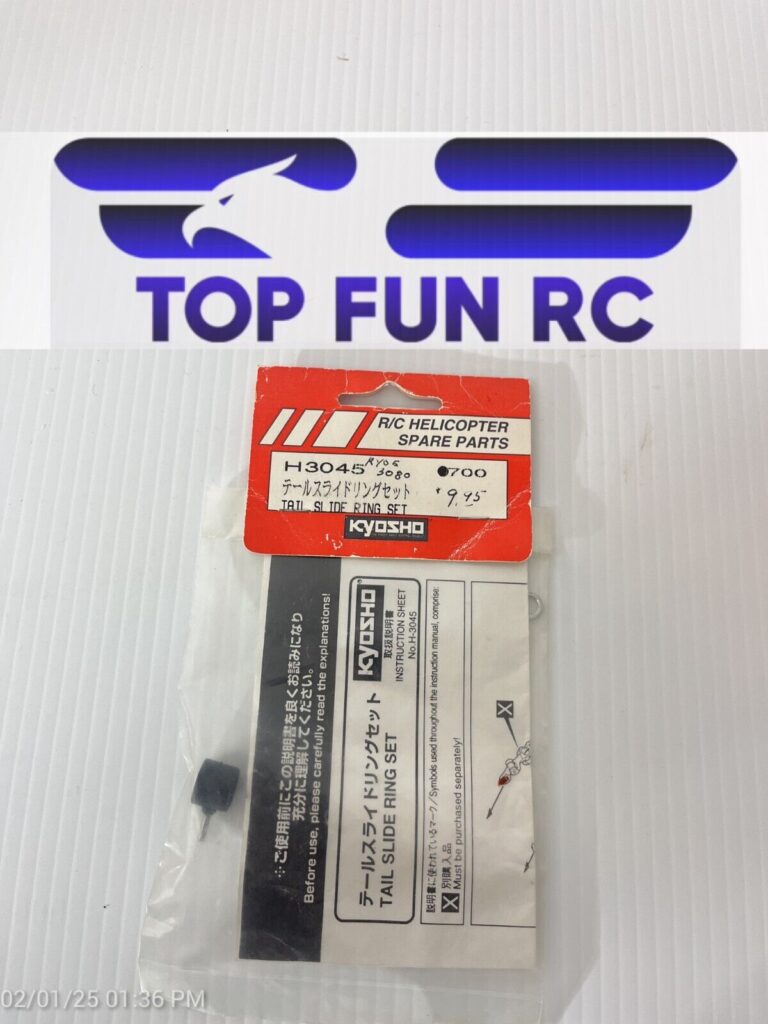 TOP FUN RC
R/C HELICOPTER
SPARE PARTS
H3045 KYOE 3080 ●700
テールスライドリングセット * 9.45
TAIL SLIDE RING SET
KYOSHO
※ご使用前にこの説明書を良くお読みになり
充分に理解してください。
Before use, please carefully read the explanations!
KYOSHO
取扱説明書
INSTRUCTION SHEET
No.H-3045
テールスライドリングセット
TAIL SLIDE RING SET
説明書に使われているマーク/Symbols used throughout the instruction manual, comprise:
X 別購入品
Must be purchased separately!
X
02/01/25 01:36 PM